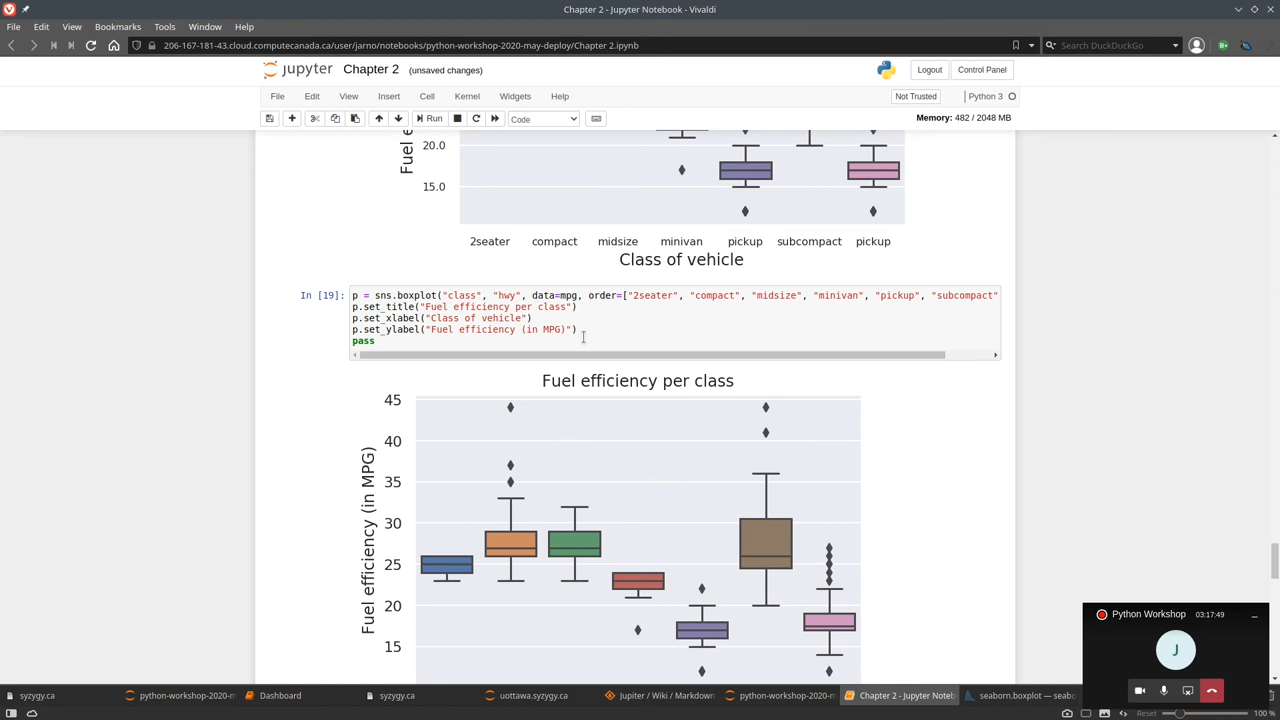 Chapter 2 - Jupyter Notebook - Vivaldi
File Edit View Bookmarks Tools Window Help
206-167-181-43.cloud.computecanada.ca/user/jarno/notebooks/python-workshop-2020-may-deploy/Chapter 2.ipynb
Search DuckDuckGo
jupyter Chapter 2 (unsaved changes)
Logout Control Panel
File Edit View Insert Cell Kernel Widgets Help
Not Trusted Python 3
Run Code Memory: 482 / 2048 MB
Fuel e
20.0
15.0
2seater compact midsize minivan pickup subcompact pickup
Class of vehicle
In [19]: p = sns.boxplot("class", "hwy", data=mpg, order=["2seater", "compact", "midsize", "minivan", "pickup", "subcompact"
p.set_title("Fuel efficiency per class")
p.set_xlabel("Class of vehicle")
p.set_ylabel("Fuel efficiency (in MPG)")
pass
Fuel efficiency per class
45
40
35
30
25
20
15
Fuel efficiency (in MPG)
Python Workshop 03:17:49
J
syzygy.ca python-workshop-2020-m Dashboard syzygy.ca uottawa.syzygy.ca Jupiter / Wiki / Markdown python-workshop-2020-m Chapter 2 - Jupyter Noteb seaborn.boxplot — seabo
Reset 100 %